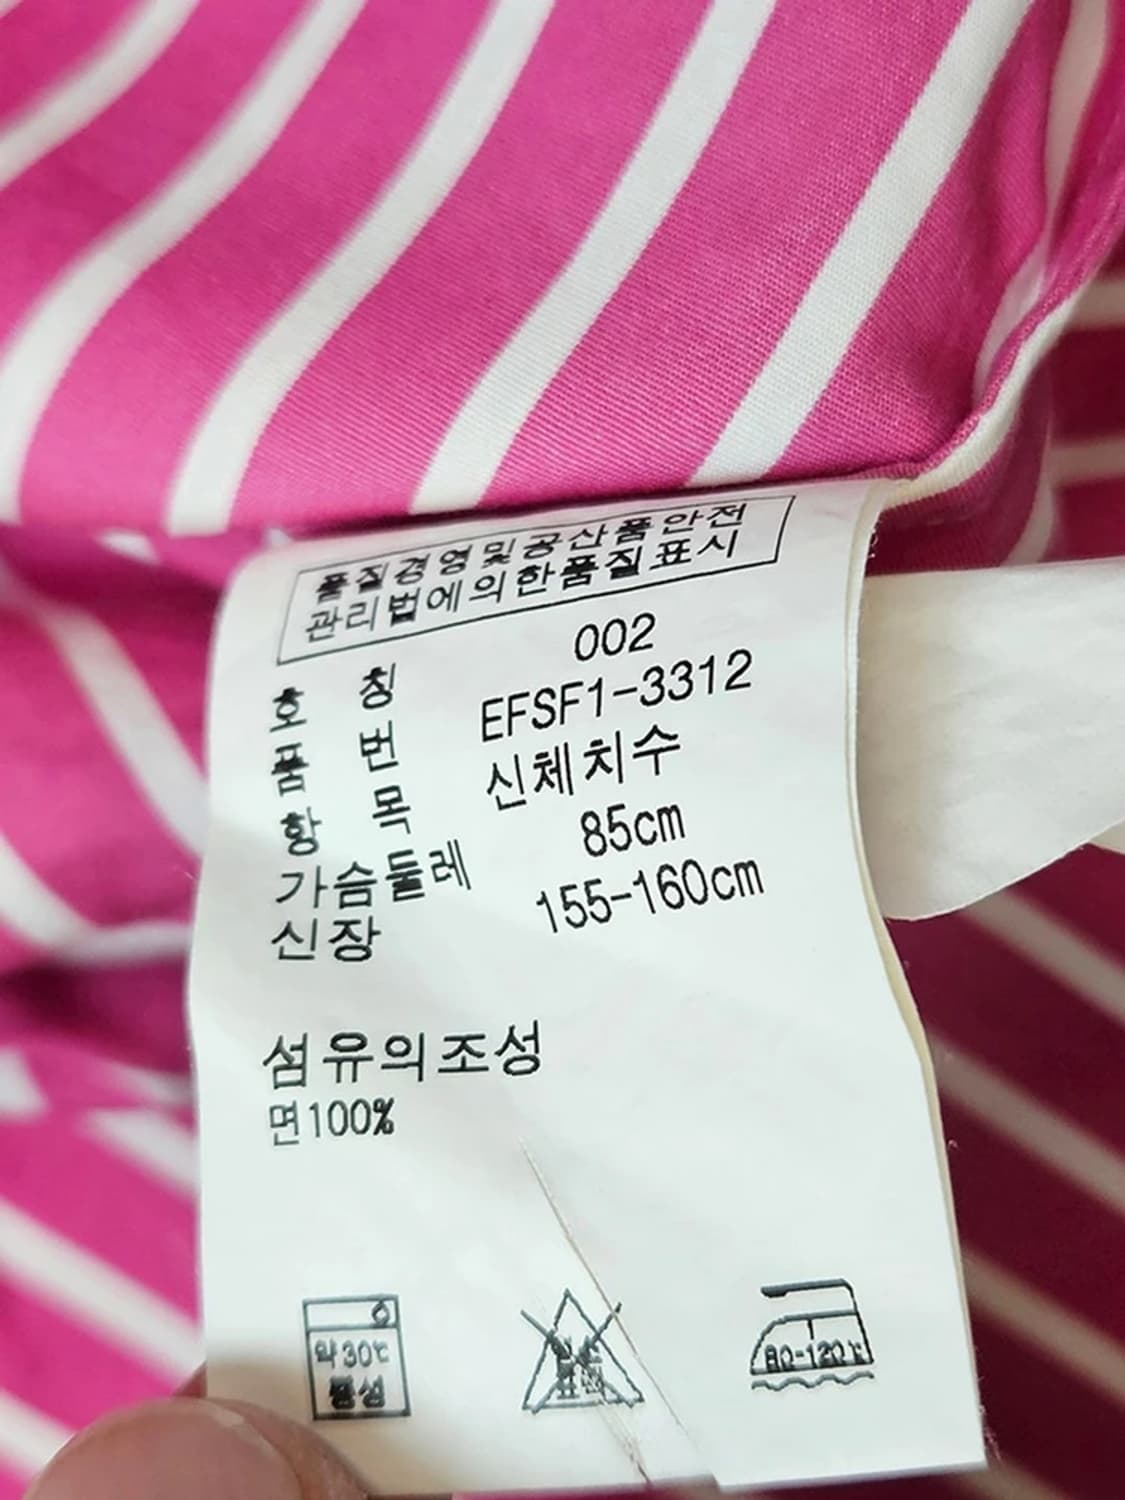 품질경영및공산품안전
관리법에의한품질표시
호 칭 002
품 번 EFSF1-3312
항 목 신체치수
가슴둘레 85cm
신장 155-160cm
섬유의조성
면100%
약30℃
중성
80-120℃